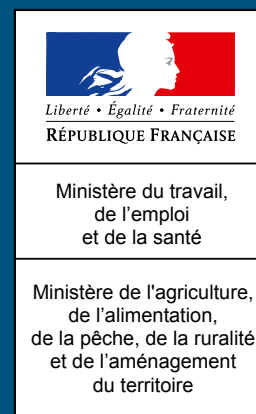 Liberté • Égalité • Fraternité
RÉPUBLIQUE FRANÇAISE
Ministère du travail,
de l'emploi
et de la santé
Ministère de l'agriculture,
de l'alimentation,
de la pêche, de la ruralité
et de l'aménagement
du territoire